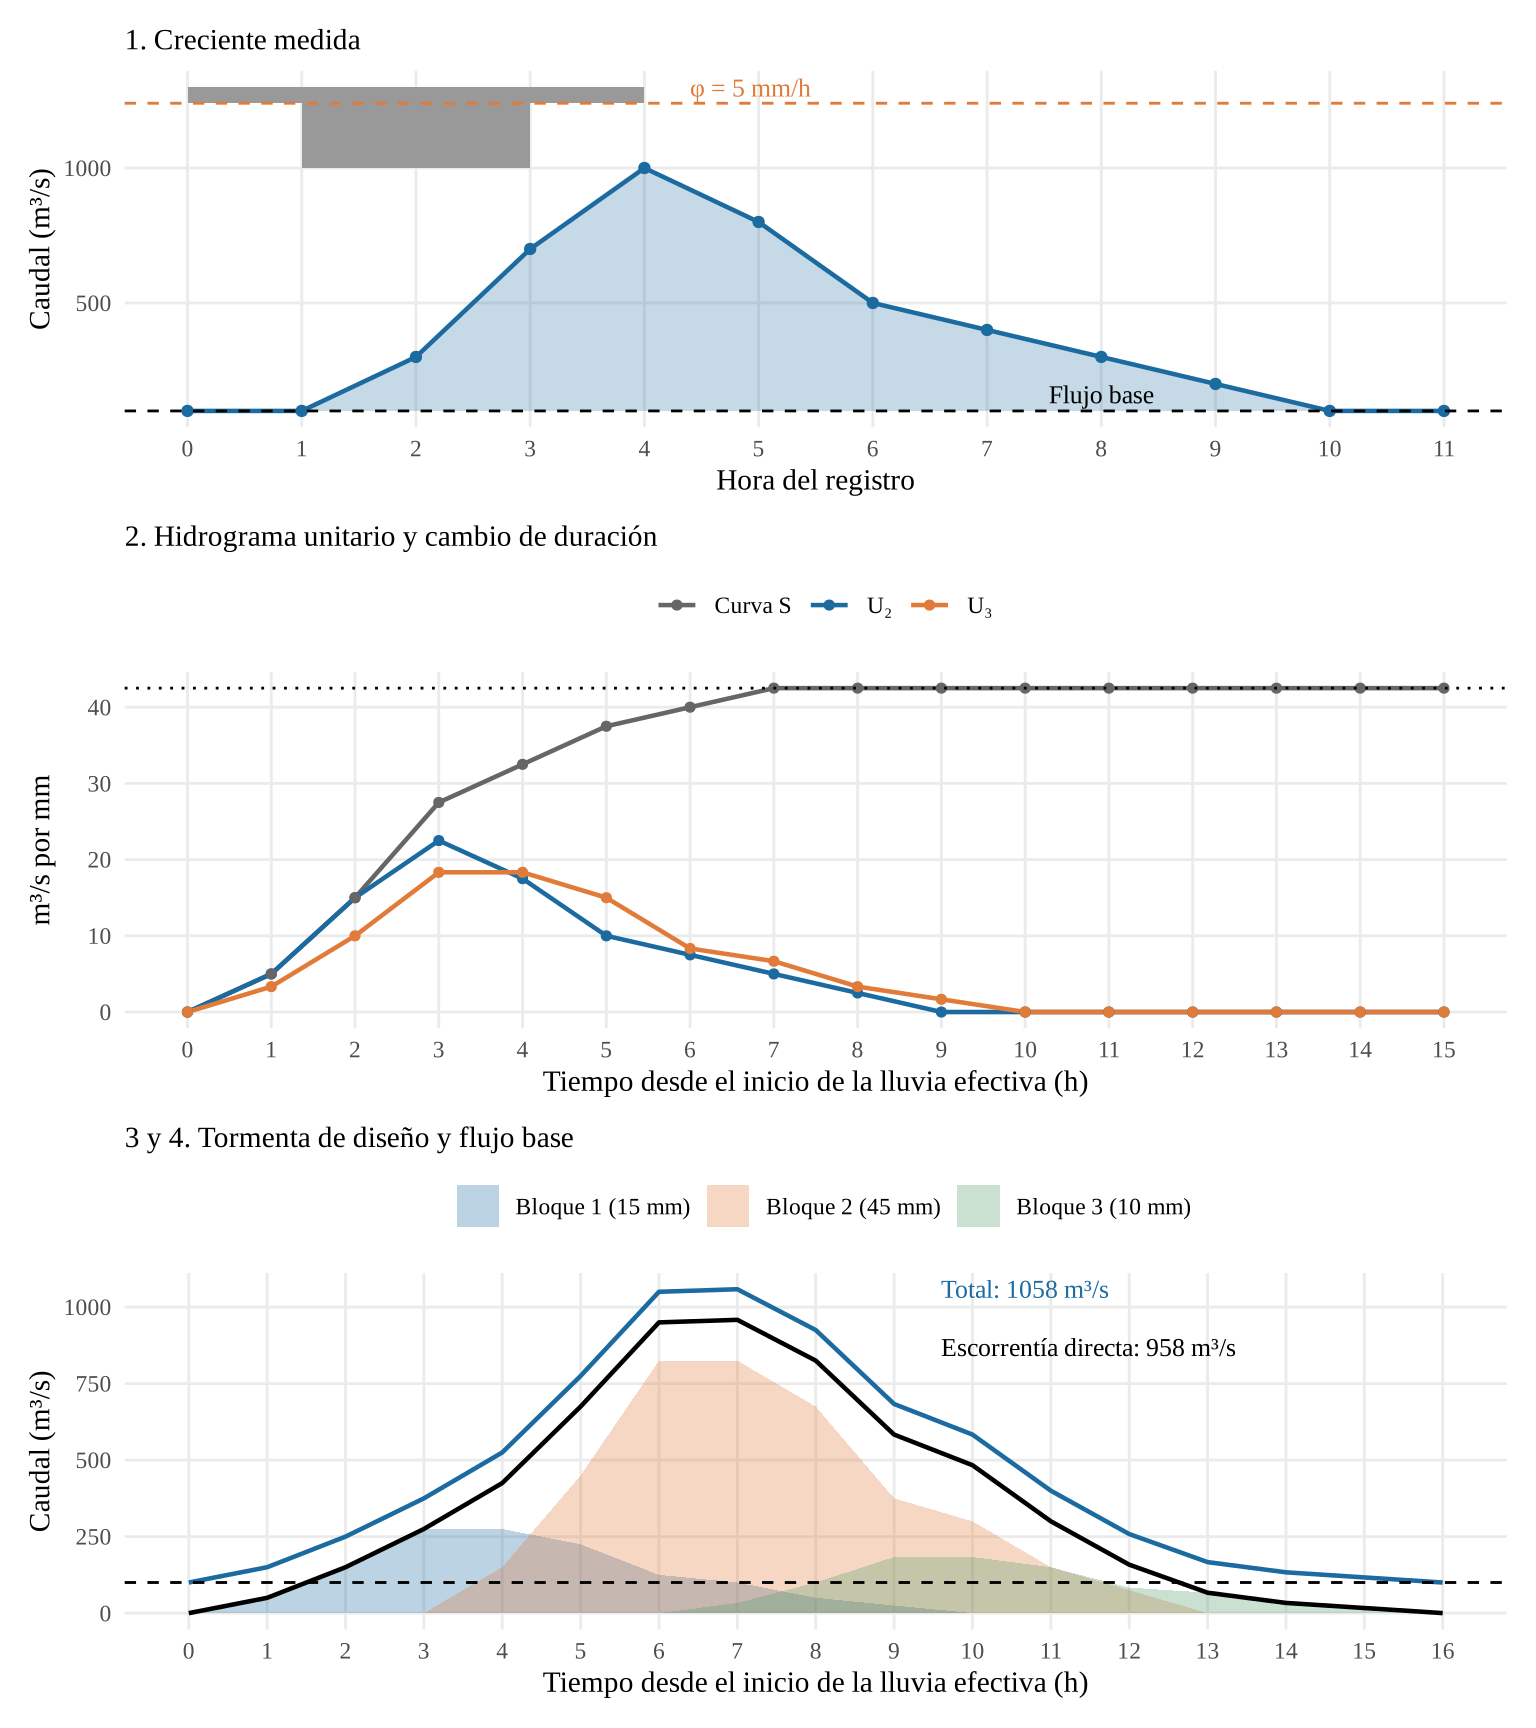 1. Creciente medida
φ = 5 mm/h
Caudal (m³/s)
1000
500
Flujo base
0 1 2 3 4 5 6 7 8 9 10 11
Hora del registro
2. Hidrograma unitario y cambio de duración
Curva S U₂ U₃
m³/s por mm
40
30
20
10
0
0 1 2 3 4 5 6 7 8 9 10 11 12 13 14 15
Tiempo desde el inicio de la lluvia efectiva (h)
3 y 4. Tormenta de diseño y flujo base
Bloque 1 (15 mm) Bloque 2 (45 mm) Bloque 3 (10 mm)
Caudal (m³/s)
Total: 1058 m³/s
Escorrentía directa: 958 m³/s
1000
750
500
250
0
0 1 2 3 4 5 6 7 8 9 10 11 12 13 14 15 16
Tiempo desde el inicio de la lluvia efectiva (h)